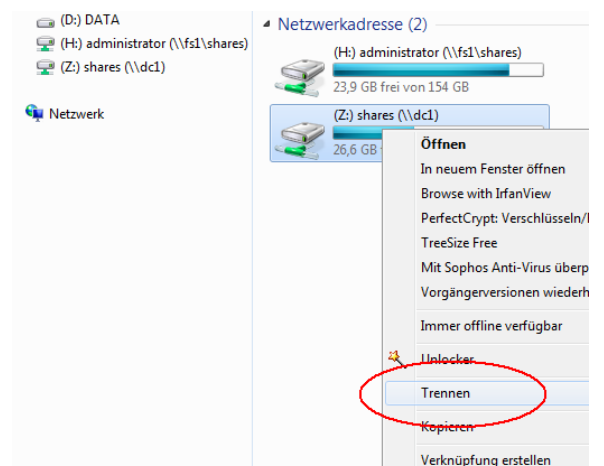 (D:) DATA
(H:) administrator (\\fs1\shares)
(Z:) shares (\\dc1)
Netzwerk
Netzwerkadresse (2)
(H:) administrator (\\fs1\shares)
23,9 GB frei von 154 GB
(Z:) shares (\\dc1)
26,6 GB
Öffnen
In neuem Fenster öffnen
Browse with IrfanView
PerfectCrypt: Verschlüsseln/
TreeSize Free
Mit Sophos Anti-Virus überp
Vorgängerversionen wiederh
Immer offline verfügbar
Unlocker
Trennen
Kopieren
Verknüpfung erstellen